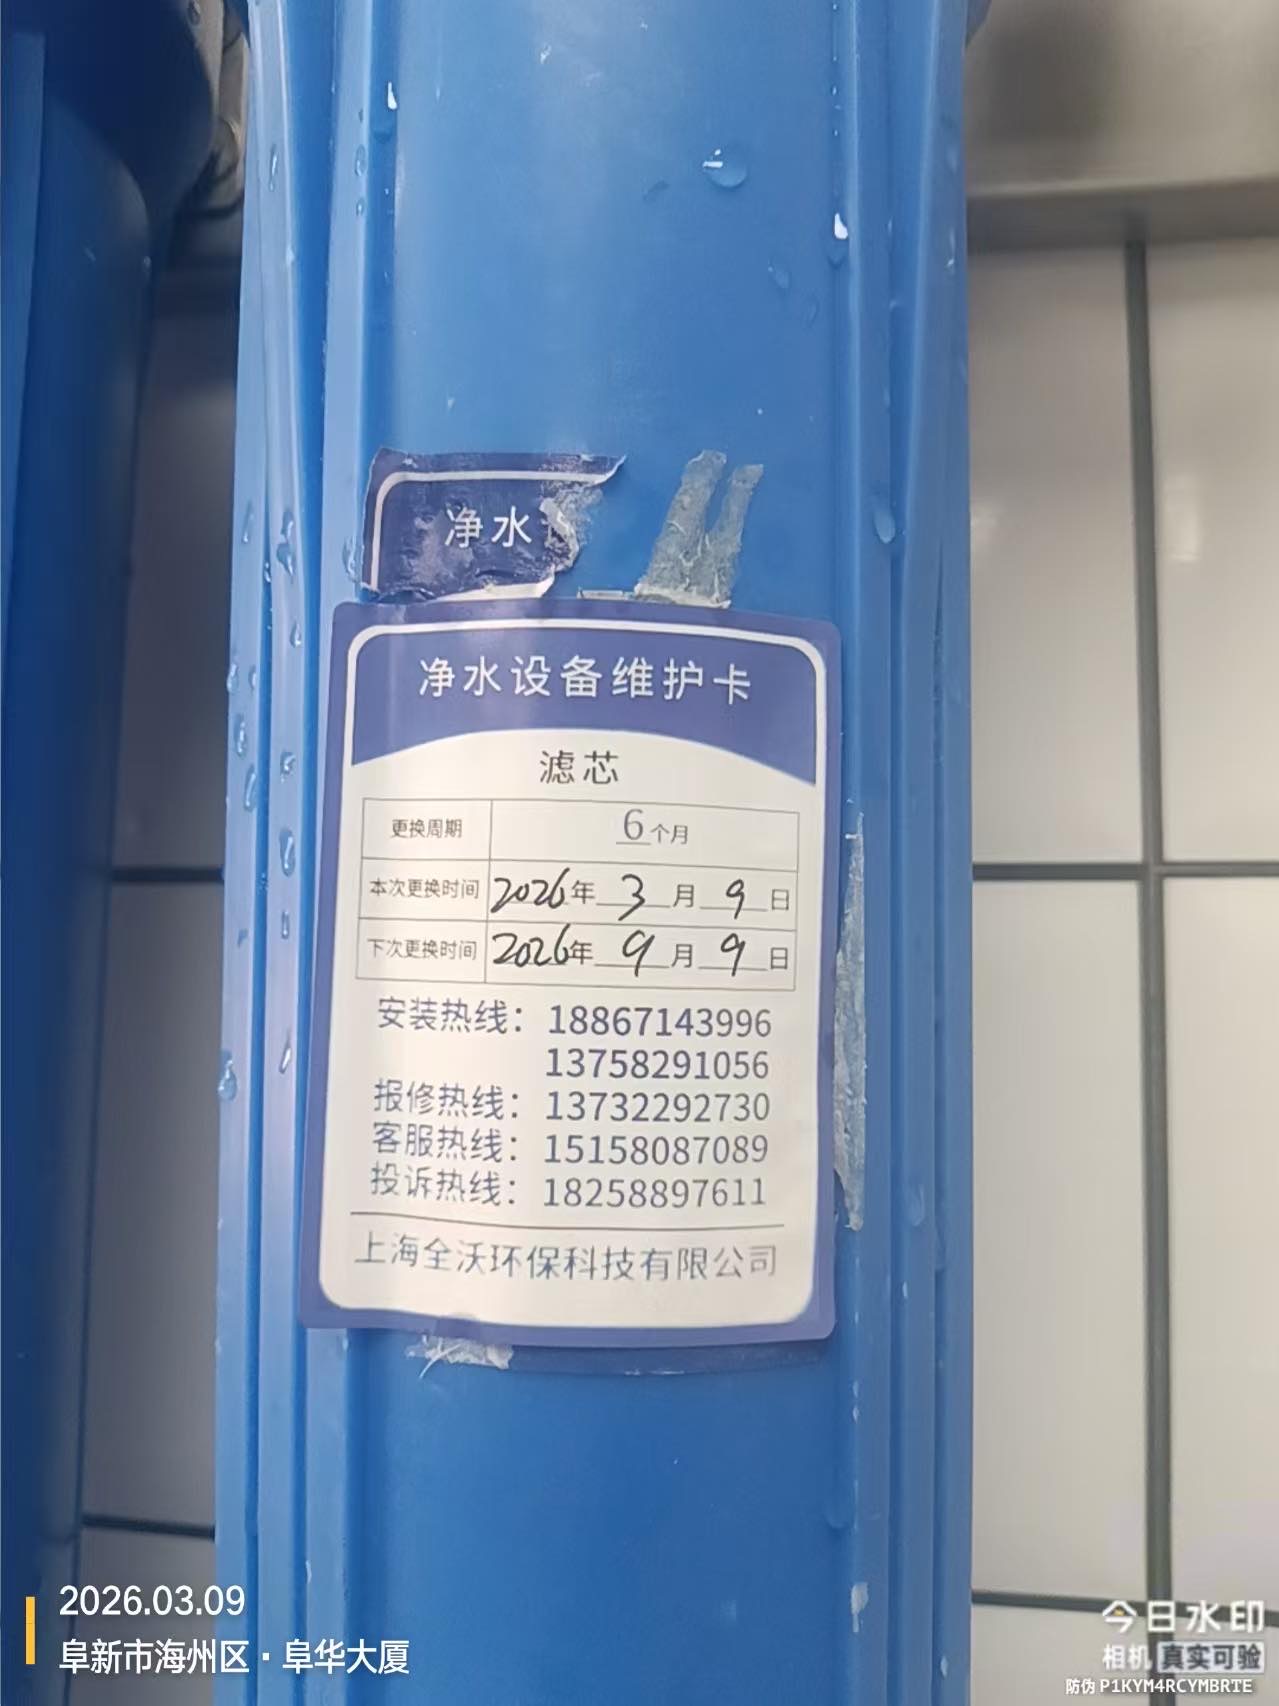 净水
净水设备维护卡
滤芯
更换周期 6个月
本次更换时间 2026年3月9日
下次更换时间 2026年9月9日
安装热线：18867143996
13758291056
报修热线：13732292730
客服热线：15158087089
投诉热线：18258897611
上海全沃环保科技有限公司
2026.03.09
阜新市海州区·阜华大厦
今日水印
相机 真实可验
防伪 P1KYM4RCYMBRTE